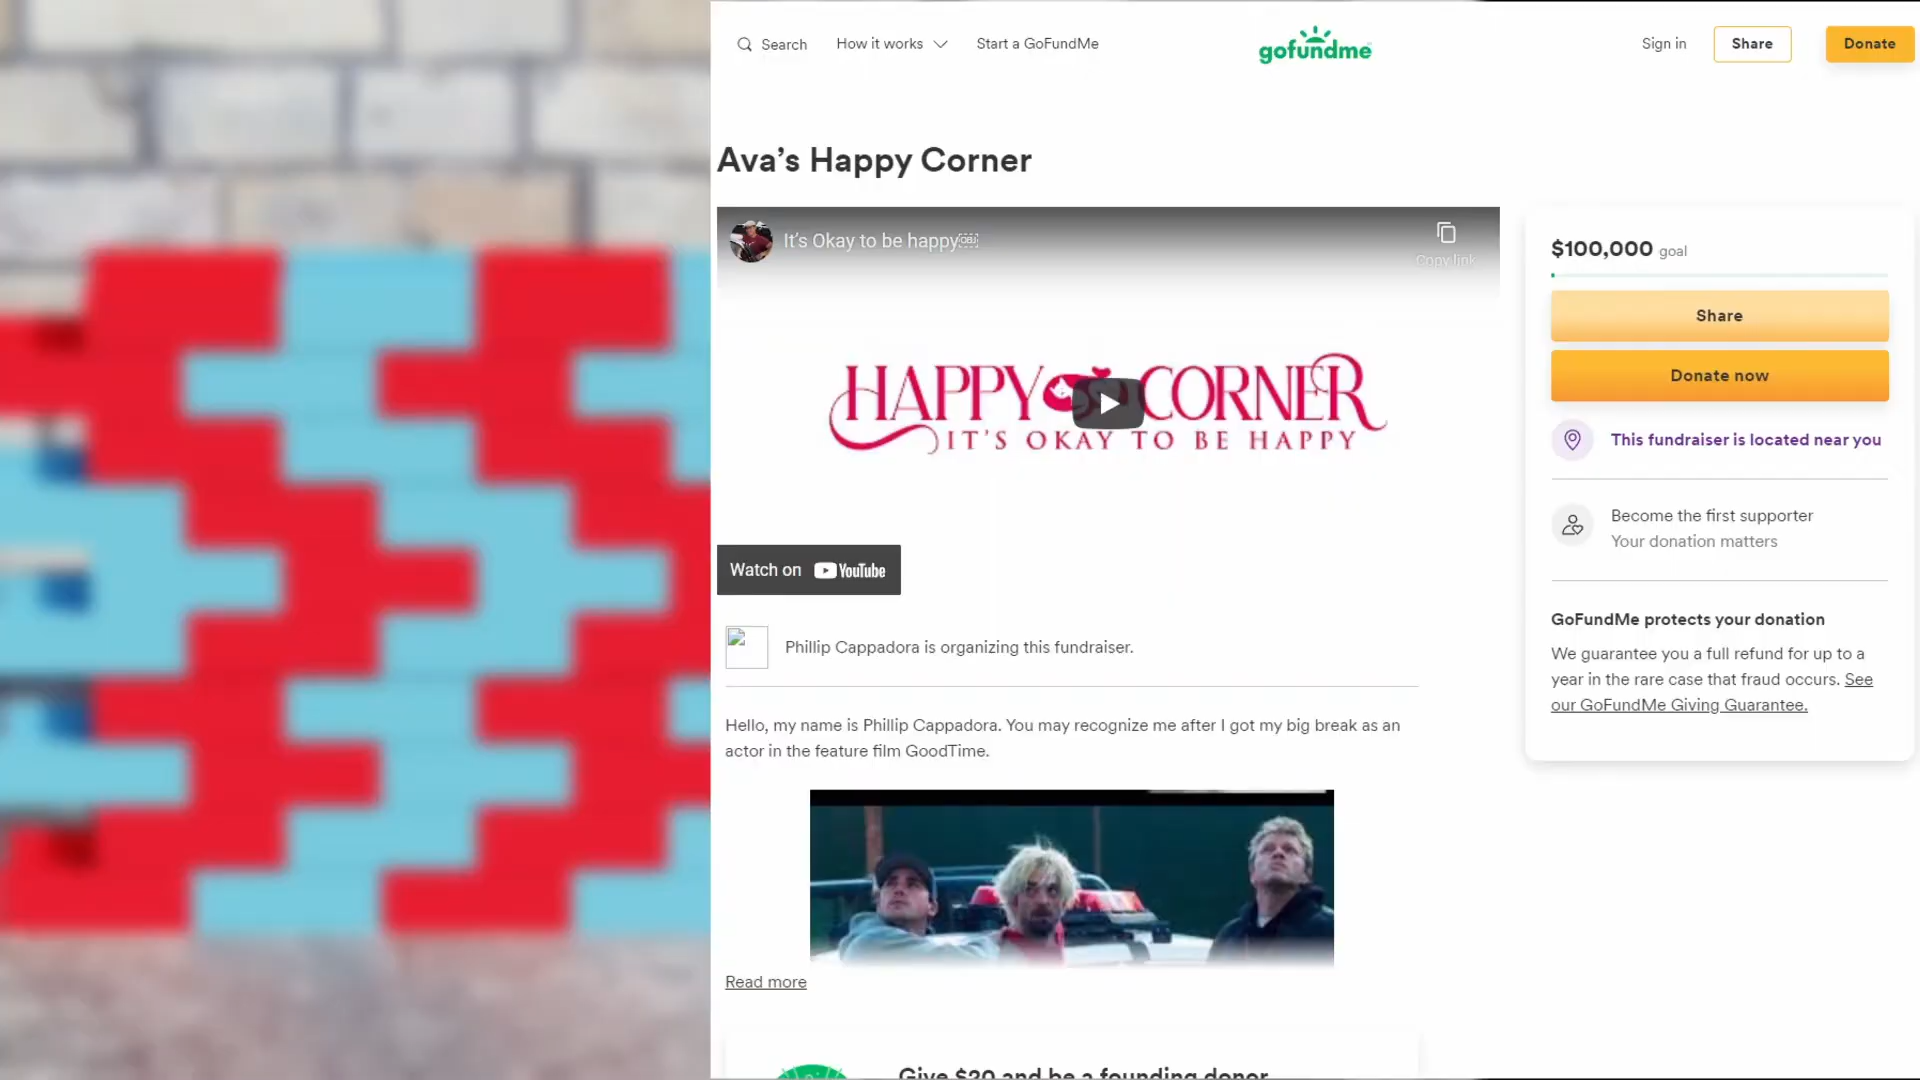 Search
How it works
Start a GoFundMe
gofundme
Sign in
Share
Donate
Ava’s Happy Corner
It’s Okay to be happy
Copy link
HAPPY CORNER
IT'S OKAY TO BE HAPPY
Watch on YouTube
$100,000 goal
Share
Donate now
This fundraiser is located near you
Become the first supporter
Your donation matters
GoFundMe protects your donation
We guarantee you a full refund for up to a
year in the rare case that fraud occurs. See
our GoFundMe Giving Guarantee.
Phillip Cappadora is organizing this fundraiser.
Hello, my name is Phillip Cappadora. You may recognize me after I got my big break as an
actor in the feature film GoodTime.
Read more
Give $20 and be a founding donor